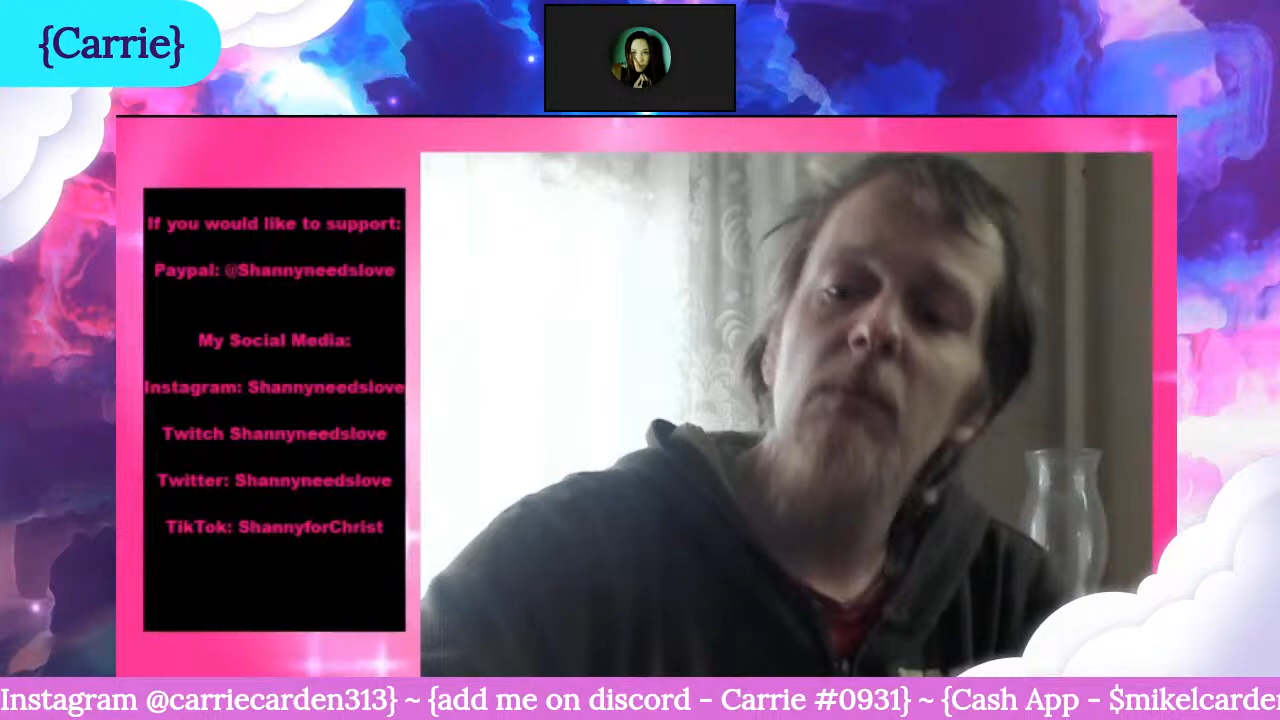 {Carrie}
If you would like to support:
Paypal: @Shannyneedslove
My Social Media:
Instagram: Shannyneedslove
Twitch Shannyneedslove
Twitter: Shannyneedslove
TikTok: ShannyforChrist
Instagram @carriecarden313} ~ {add me on discord - Carrie #0931} ~ {Cash App - $mikelcarde